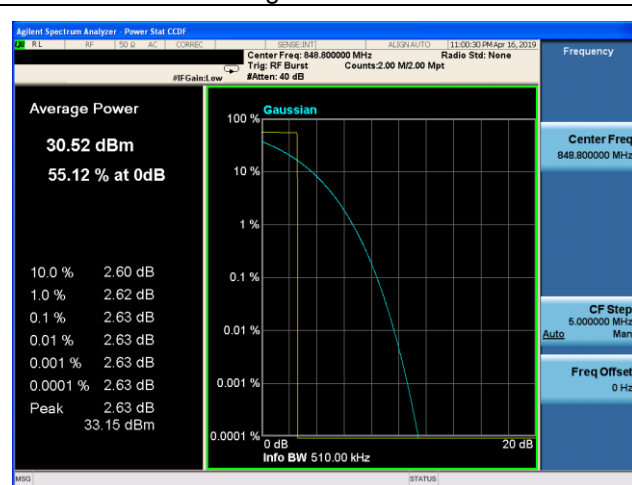 Agilent Spectrum Analyzer - Power Stat CCDF
RL RF 50 Ω AC CORREC SENSE:INT ALIGN AUTO 11:00:30 PM Apr 16, 2019
Center Freq: 848.800000 MHz Radio Std: None
Trig: RF Burst Counts:2.00 M/2.00 Mpt
#IFGain:Low #Atten: 40 dB
Frequency
Average Power
30.52 dBm
55.12 % at 0dB
10.0 % 2.60 dB
1.0 % 2.62 dB
0.1 % 2.63 dB
0.01 % 2.63 dB
0.001 % 2.63 dB
0.0001 % 2.63 dB
Peak 2.63 dB
33.15 dBm
Gaussian
100 %
10 %
1 %
0.1 %
0.01 %
0.001 %
0.0001 %
0 dB 20 dB
Info BW 510.00 kHz
Center Freq
848.800000 MHz
CF Step
5.000000 MHz
Auto Man
Freq Offset
0 Hz
MSG STATUS